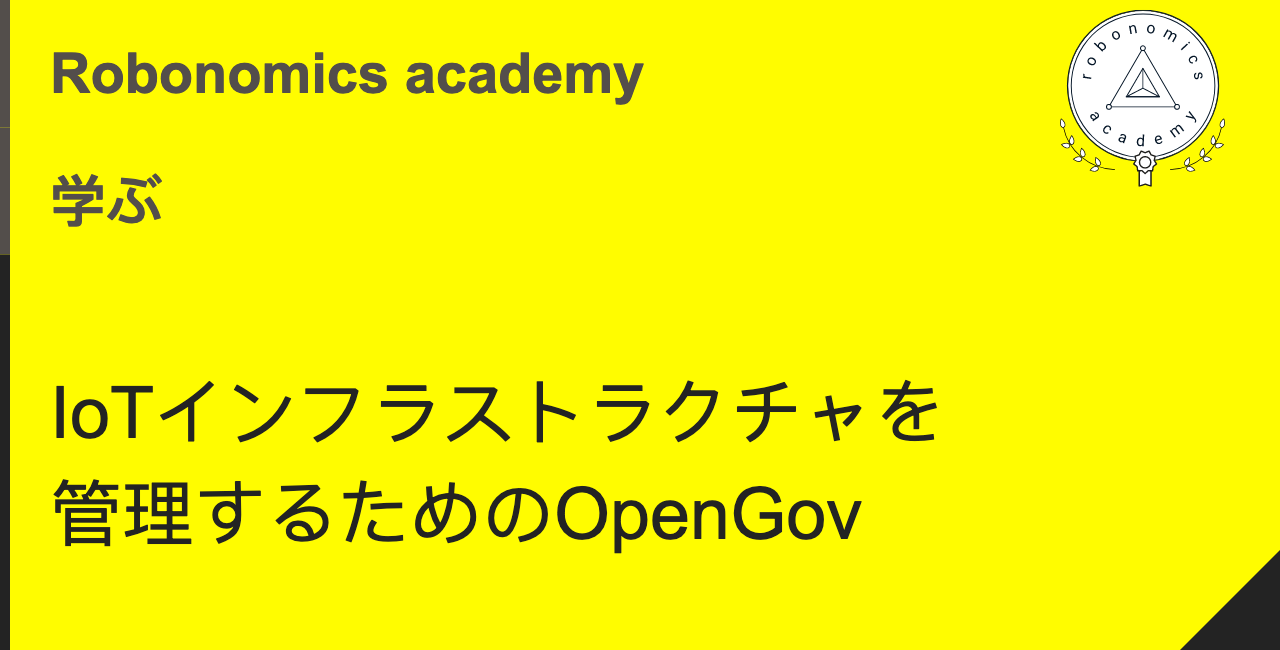 Robonomics academy
robonomics
academy
学ぶ
IoTインフラストラクチャを
管理するためのOpenGov